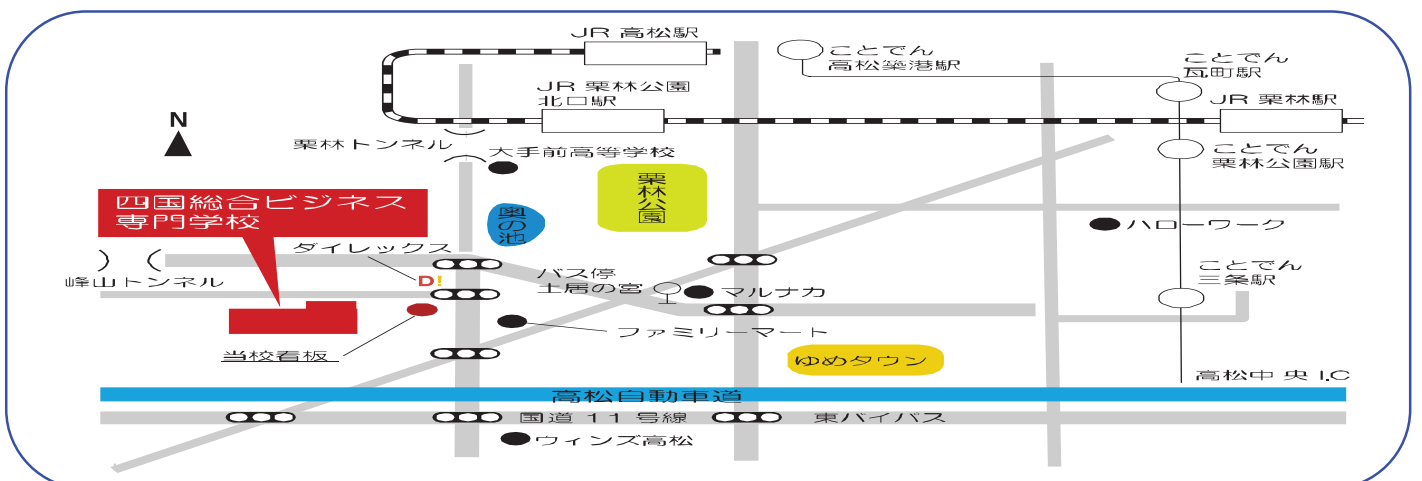 JR 高松駅
ことでん
高松築港駅
ことでん
瓦町駅
JR 栗林公園
北口駅
JR 栗林駅
N
栗林トンネル
大手前高等学校
ことでん
栗林公園駅
栗林公園
四国総合ビジネス
専門学校
奥の池
ハローワーク
ダイレックス
峰山トンネル
D!
バス停
土居の宮
マルナカ
ことでん
三条駅
ファミリーマート
当校看板
ゆめタウン
高松中央 I.C
高松自動車道
国道 11 号線
東バイパス
ウィンズ高松